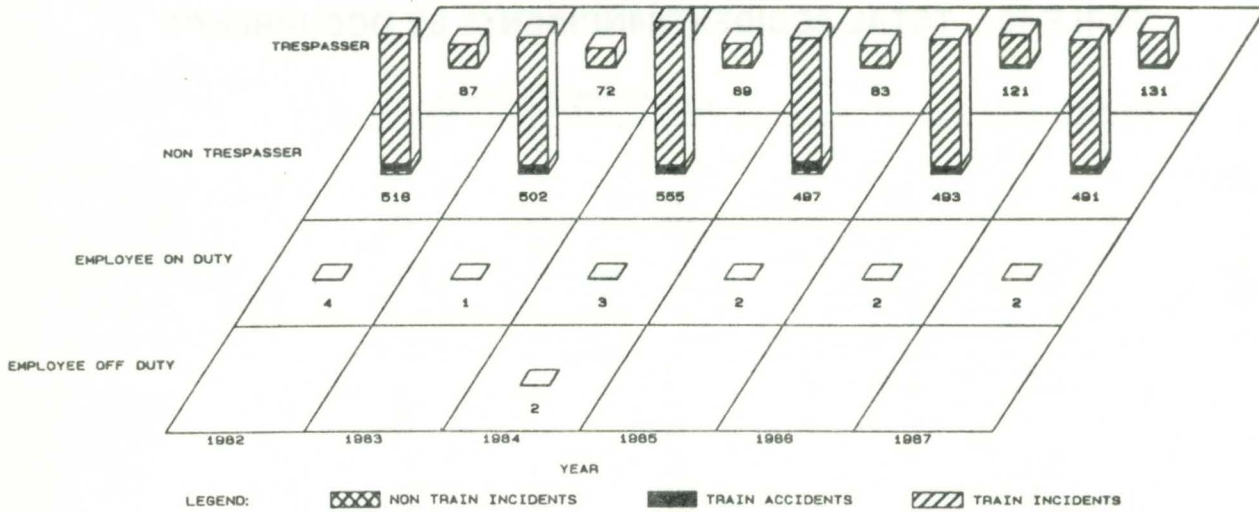 TRESPASSER
87 72 89 83 121 131
NON TRESPASSER
516 502 555 497 493 491
EMPLOYEE ON DUTY
4 1 3 2 2 2
EMPLOYEE OFF DUTY
2
1982 1983 1984 1985 1986 1987
YEAR
LEGEND: NON TRAIN INCIDENTS TRAIN ACCIDENTS TRAIN INCIDENTS